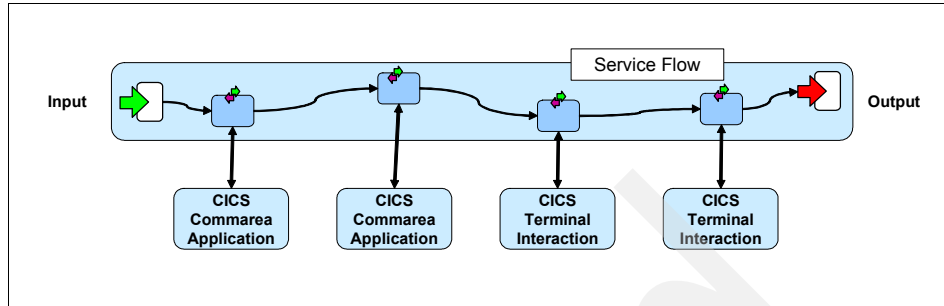 Service Flow
Input
Output
CICS
Commarea
Application
CICS
Commarea
Application
CICS
Terminal
Interaction
CICS
Terminal
Interaction